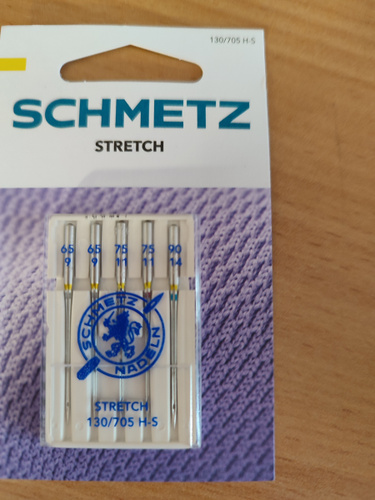 130/705 H-S
SCHMETZ
STRETCH
65 65 75 75 90
9 9 11 11 14
SCHMETZ
NADELN
STRETCH
130/705 H-S